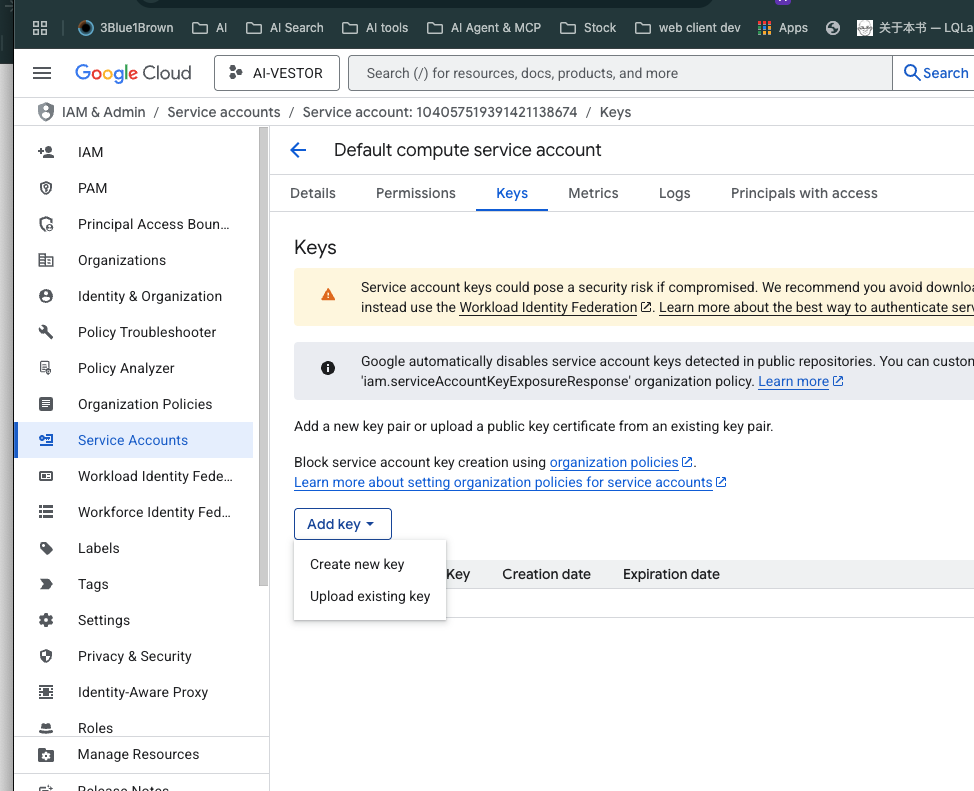 3Blue1Brown AI AI Search AI tools AI Agent & MCP Stock web client dev Apps 关于本书 — LQLa
Google Cloud AI-VESTOR Search (/) for resources, docs, products, and more Search
IAM & Admin / Service accounts / Service account: 104057519391421138674 / Keys
IAM
PAM
Principal Access Boun...
Organizations
Identity & Organization
Policy Troubleshooter
Policy Analyzer
Organization Policies
Service Accounts
Workload Identity Fede...
Workforce Identity Fed...
Labels
Tags
Settings
Privacy & Security
Identity-Aware Proxy
Roles
Manage Resources
Release Notes
Default compute service account
Details Permissions Keys Metrics Logs Principals with access
Keys
Service account keys could pose a security risk if compromised. We recommend you avoid downloa
instead use the Workload Identity Federation. Learn more about the best way to authenticate serv
Google automatically disables service account keys detected in public repositories. You can custom
'iam.serviceAccountKeyExposureResponse' organization policy. Learn more
Add a new key pair or upload a public key certificate from an existing key pair.
Block service account key creation using organization policies.
Learn more about setting organization policies for service accounts
Add key
Create new key
Upload existing key
Key Creation date Expiration date